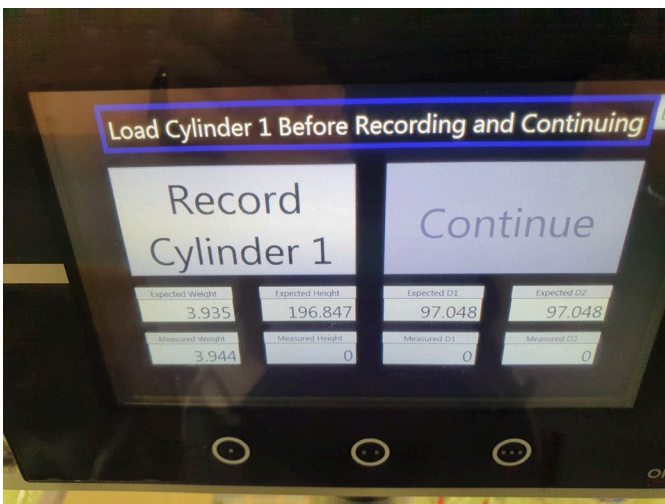 Load Cylinder 1 Before Recording and Continuing
Record
Cylinder 1
Continue
Expected Weight
3.935
Expected Height
196.847
Expected D1
97.048
Expected D2
97.048
Measured Weight
3.944
Measured Height
0
Measured D1
0
Measured D2
0